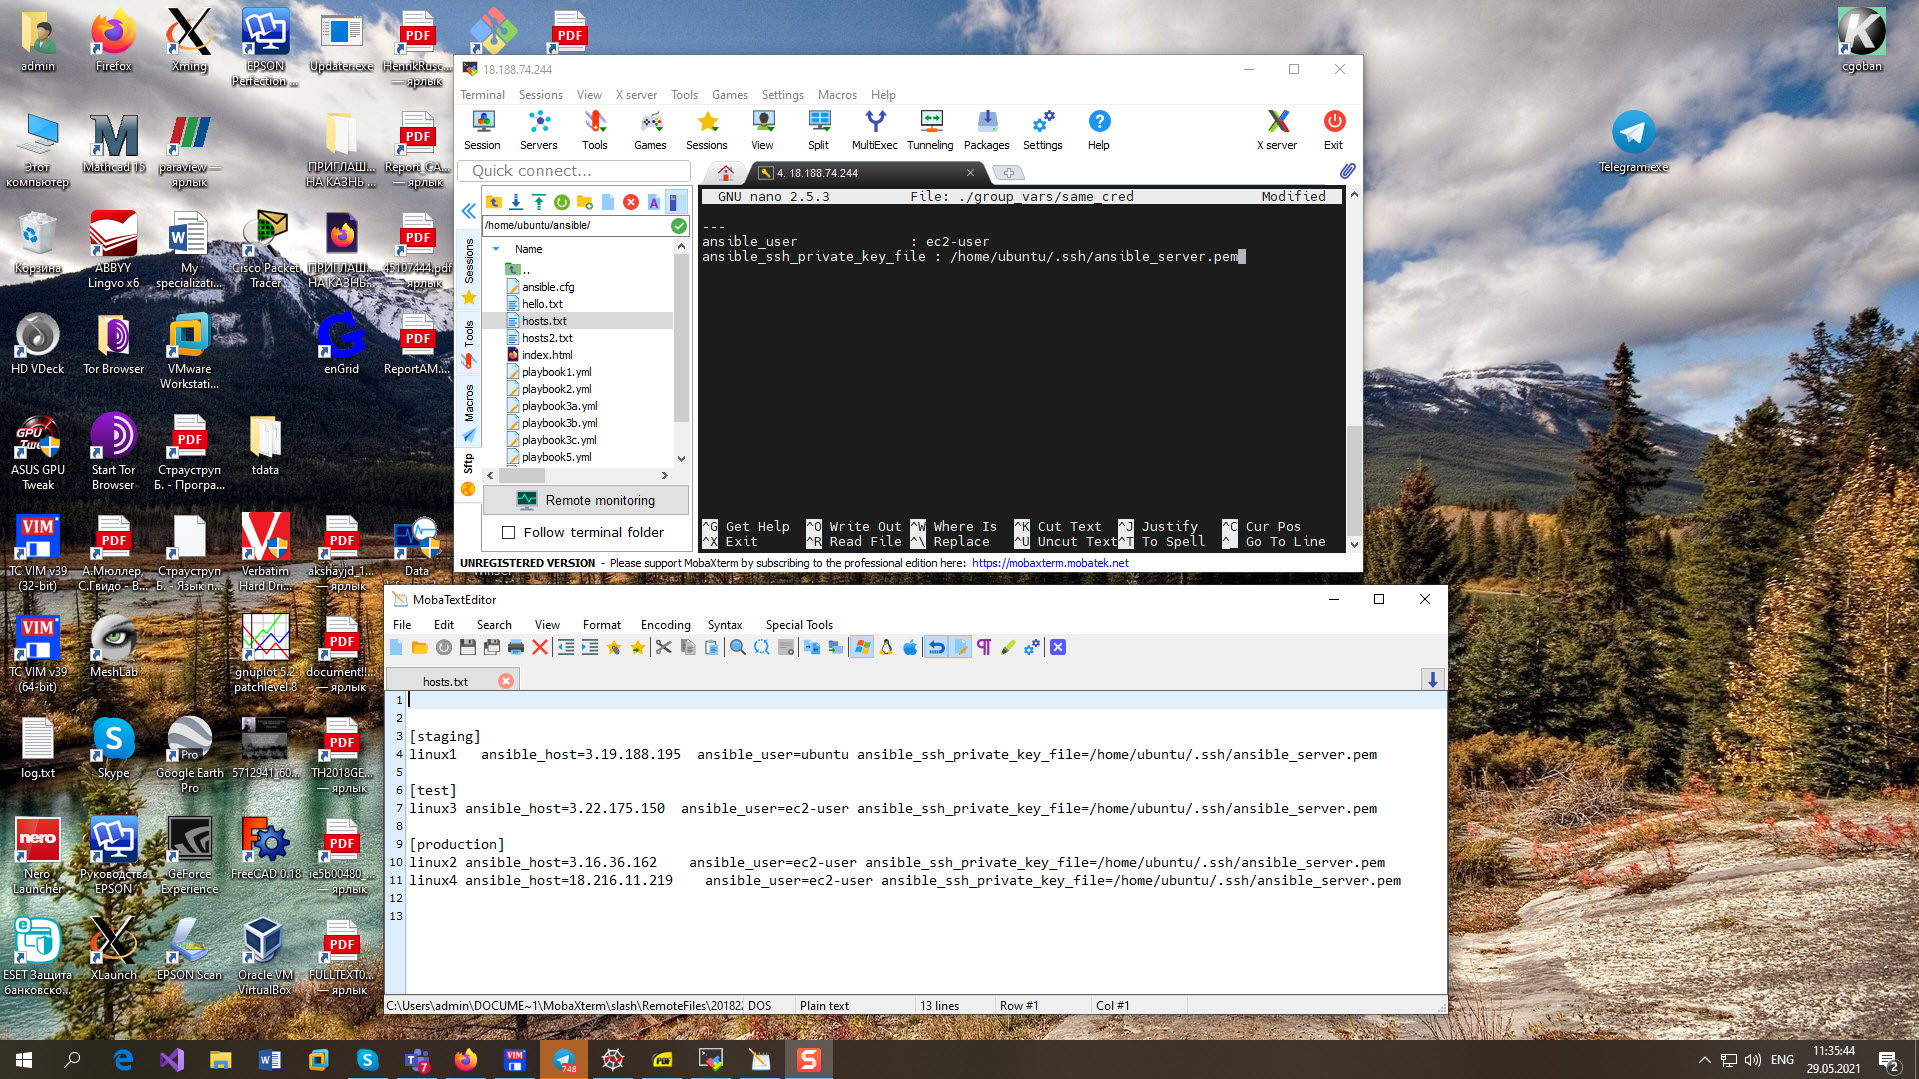 admin
Firefox
Xming
EPSON Perfection ...
Updater.exe
HenrikRusc... — ярлык
Этот компьютер
Mathcad 15
paraview — ярлык
ПРИГЛАШ... НА КАЗНЬ
Report_CA... — ярлык
Корзина
ABBYY Lingvo x6
My specializati...
Cisco Packet Tracer
ПРИГЛАШ... НА КАЗНЬ...
45107444.pdf — ярлык
HD VDeck
Tor Browser
VMware Workstati...
enGrid
ReportAM....
ASUS GPU Tweak
Start Tor Browser
Страуструп Б. - Програ...
tdata
TC VIM v39 (32-bit)
А.Мюллер, С.Гвидо - В...
Страуструп Б. - Язык п...
Verbatim Hard Dri...
akshayjd_1... — ярлык
Data
TC VIM v39 (64-bit)
MeshLab
gnuplot 5.2 patchlevel 8
document!!... — ярлык
log.txt
Skype
Google Earth Pro
5712941_60...
TH2018GE... — ярлык
Nero Launcher
Руководства EPSON
GeForce Experience
FreeCAD 0.18
ie5b00480_... — ярлык
ESET Защита банковско...
XLaunch
EPSON Scan
Oracle VM VirtualBox
FULLTEXT0... — ярлык
cgoban
Telegram.exe
18.188.74.244
Terminal Sessions View X server Tools Games Settings Macros Help
Session Servers Tools Games Sessions View Split MultiExec Tunneling Packages Settings Help X server Exit
Quick connect...
4. 18.188.74.244
/home/ubuntu/ansible/
Sessions
Tools
Macros
Sftp
Name
..
ansible.cfg
hello.txt
hosts.txt
hosts2.txt
index.html
playbook1.yml
playbook2.yml
playbook3a.yml
playbook3b.yml
playbook3c.yml
playbook5.yml
Remote monitoring
Follow terminal folder
GNU nano 2.5.3 File: ./group_vars/same_cred Modified
---
ansible_user : ec2-user
ansible_ssh_private_key_file : /home/ubuntu/.ssh/ansible_server.pem
^G Get Help ^O Write Out ^W Where Is ^K Cut Text ^J Justify ^C Cur Pos
^X Exit ^R Read File ^\ Replace ^U Uncut Text ^T To Spell ^_ Go To Line
UNREGISTERED VERSION - Please support MobaXterm by subscribing to the professional edition here: https://mobaxterm.mobatek.net
MobaTextEditor
File Edit Search View Format Encoding Syntax Special Tools
hosts.txt
1
2
3 [staging]
4 linux1 ansible_host=3.19.188.195 ansible_user=ubuntu ansible_ssh_private_key_file=/home/ubuntu/.ssh/ansible_server.pem
5
6 [test]
7 linux3 ansible_host=3.22.175.150 ansible_user=ec2-user ansible_ssh_private_key_file=/home/ubuntu/.ssh/ansible_server.pem
8
9 [production]
10 linux2 ansible_host=3.16.36.162 ansible_user=ec2-user ansible_ssh_private_key_file=/home/ubuntu/.ssh/ansible_server.pem
11 linux4 ansible_host=18.216.11.219 ansible_user=ec2-user ansible_ssh_private_key_file=/home/ubuntu/.ssh/ansible_server.pem
12
13
C:\Users\admin\DOCUME~1\MobaXterm\slash\RemoteFiles\20182 DOS Plain text 13 lines Row #1 Col #1
ENG
11:35:44
29.05.2021